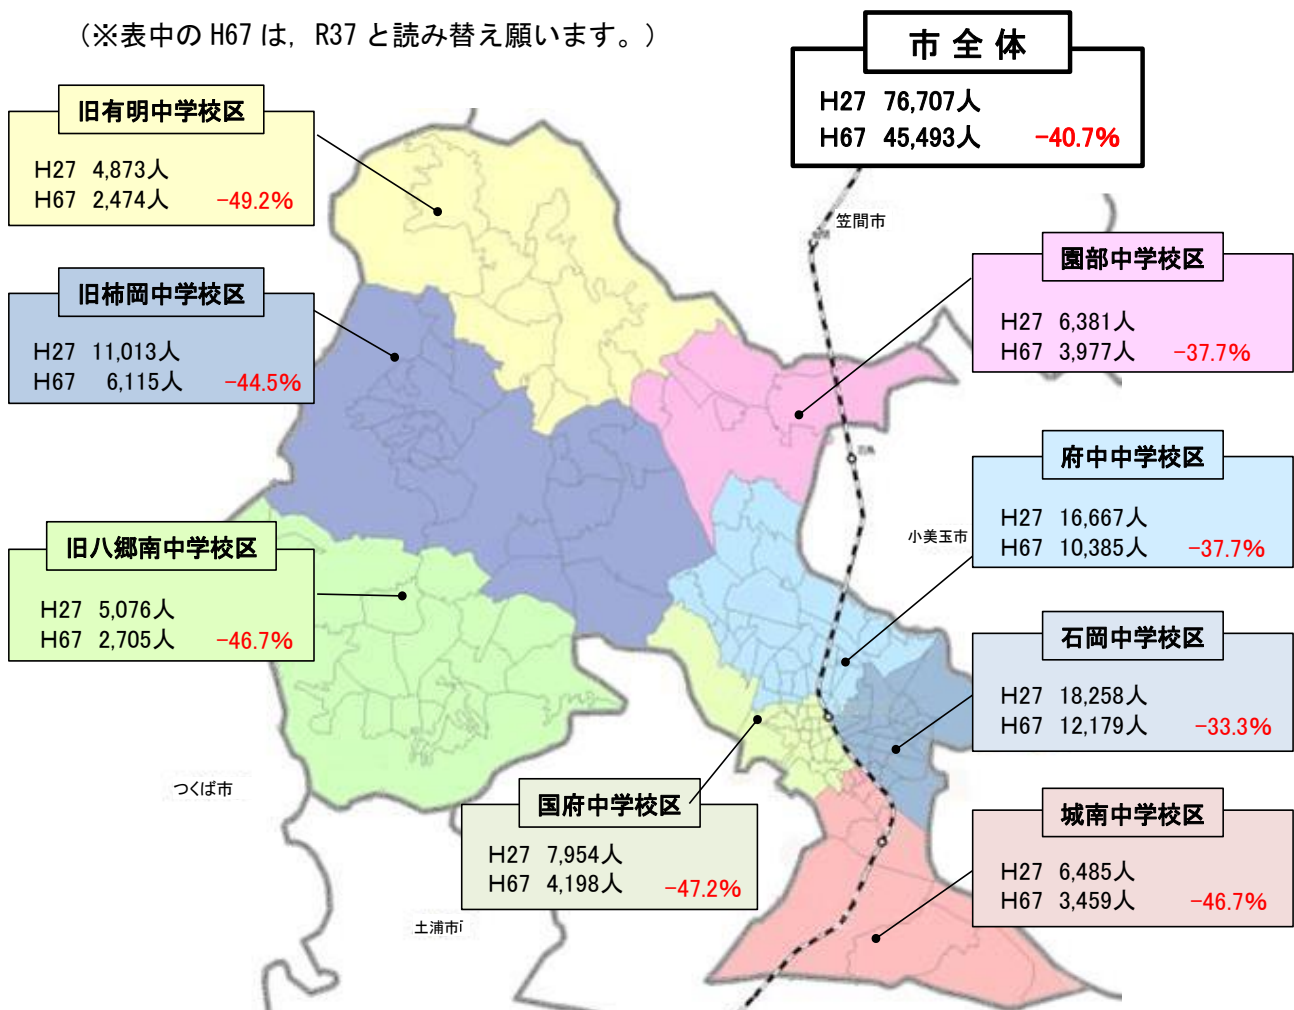 （※表中の H67 は，R37 と読み替え願います。）
市 全 体
H27 76,707人
H67 45,493人 -40.7%
旧有明中学校区
H27 4,873人
H67 2,474人 -49.2%
笠間市
旧柿岡中学校区
H27 11,013人
H67 6,115人 -44.5%
園部中学校区
H27 6,381人
H67 3,977人 -37.7%
府中中学校区
H27 16,667人
H67 10,385人 -37.7%
小美玉市
旧八郷南中学校区
H27 5,076人
H67 2,705人 -46.7%
石岡中学校区
H27 18,258人
H67 12,179人 -33.3%
つくば市
国府中学校区
H27 7,954人
H67 4,198人 -47.2%
城南中学校区
H27 6,485人
H67 3,459人 -46.7%
土浦市i